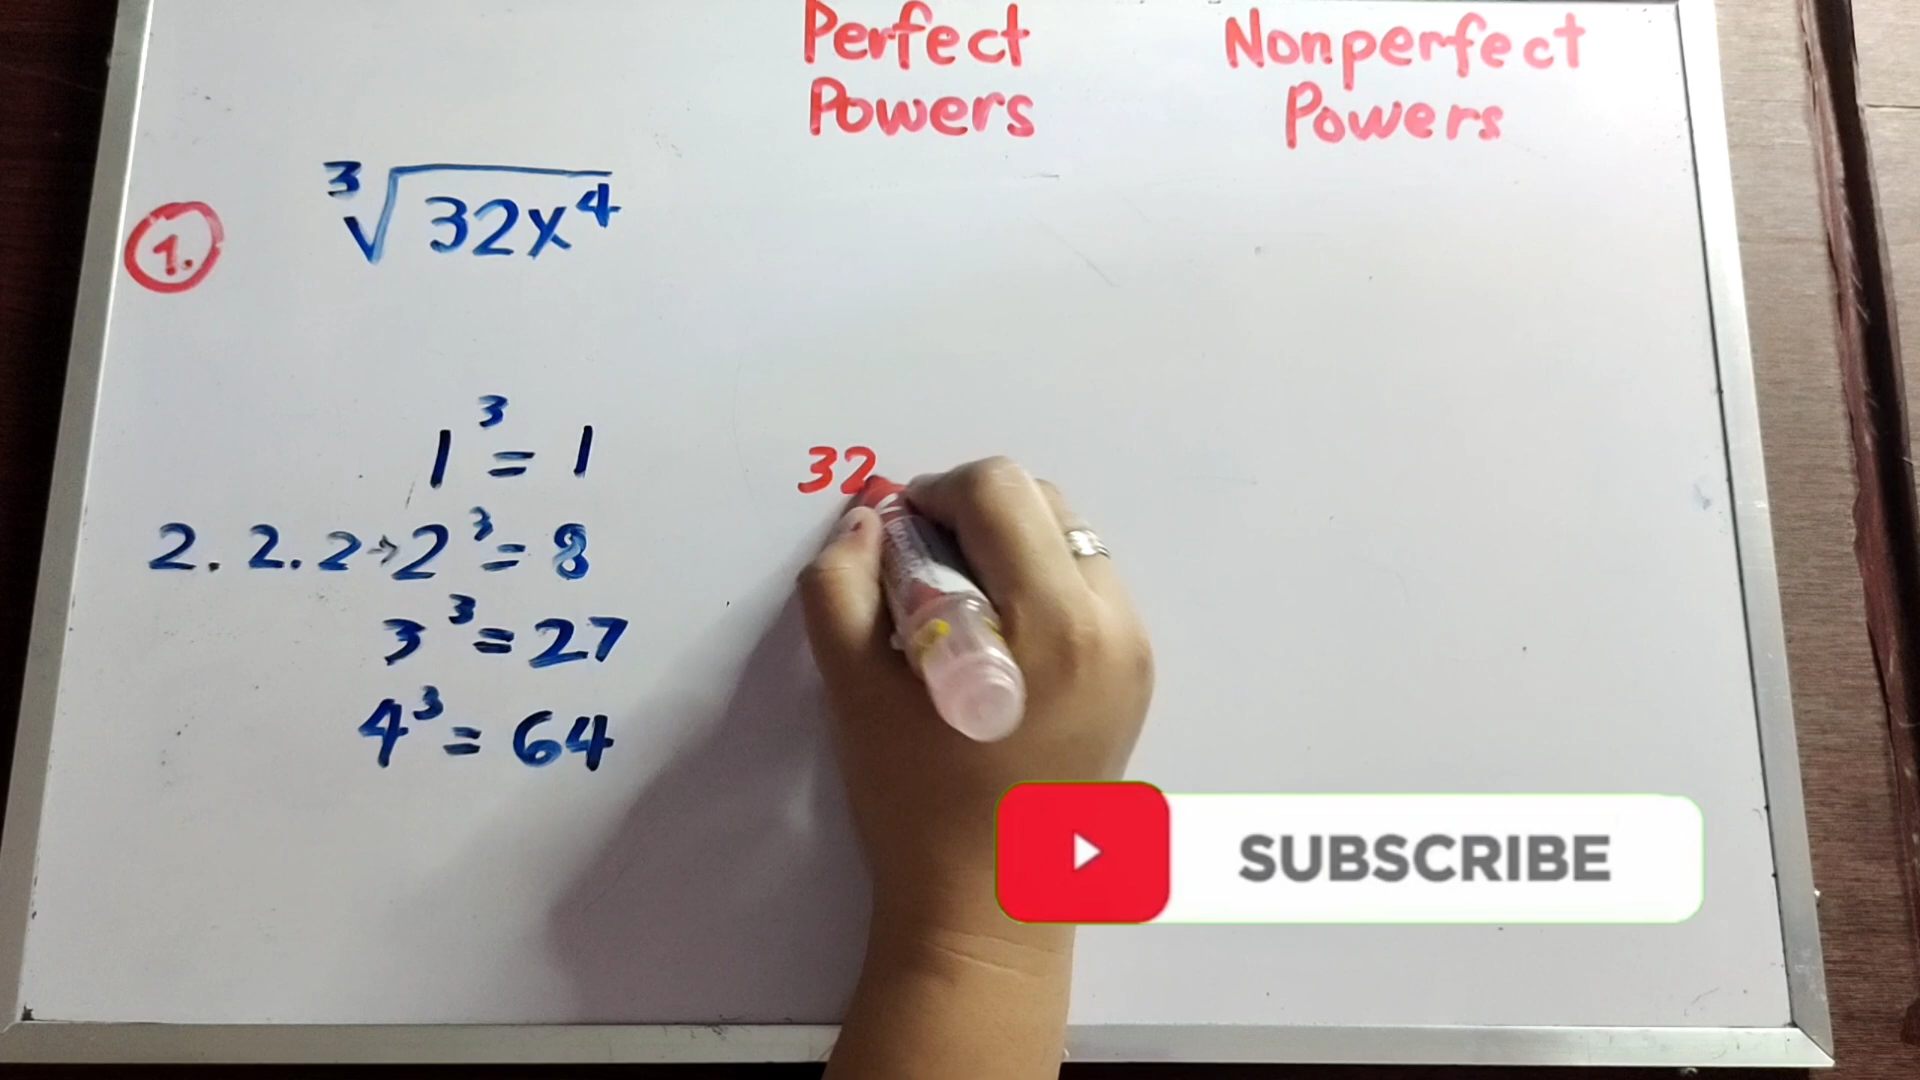 Perfect Powers
Nonperfect Powers
1.
∛32x⁴
1³ = 1
2.2.2→2³ = 8
3³ = 27
4³ = 64
32
SUBSCRIBE